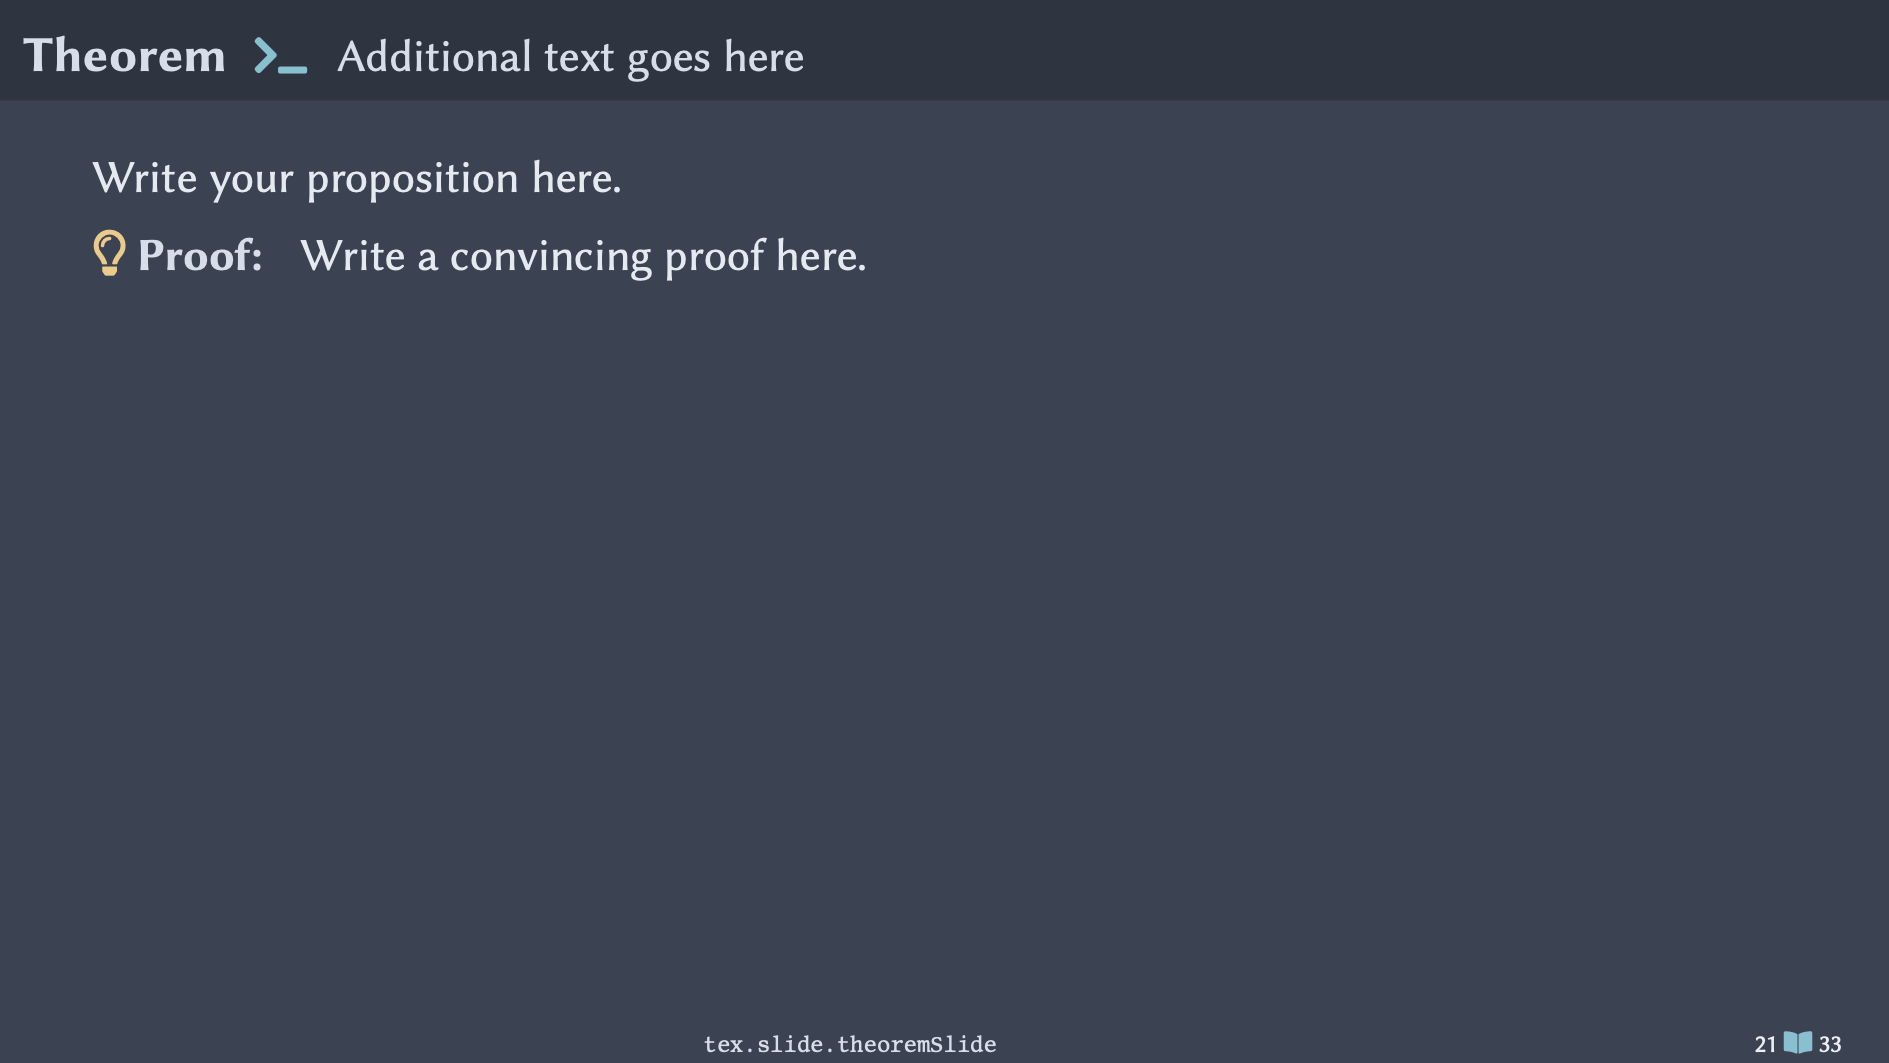 Theorem Additional text goes here
Write your proposition here.
Proof: Write a convincing proof here.
tex.slide.theoremSlide
21 33